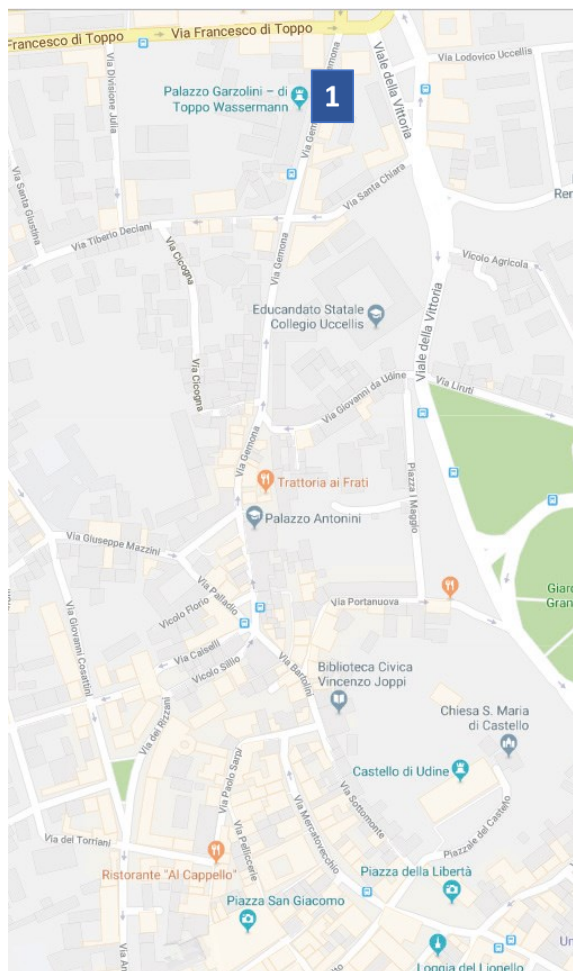 Francesco di Toppo
Via Francesco di Toppo
Gemona
Viale della Vittoria
Via Lodovico Uccellis
Via Divisione Julia
Palazzo Garzolini – di
Toppo Wassermann
1
Via Gemona
Via Santa Giustina
Via Santa Chiara
Via Tiberio Deciani
Via Cicogna
Via Gemona
Vicolo Agricola
Educandato Statale
Collegio Uccellis
Viale della Vittoria
Via Cicogna
Via Giovanni da Udine
Via Liruti
Via Gemona
Trattoria ai Frati
Piazza I Maggio
Palazzo Antonini
Via Giuseppe Mazzini
Via Palladio
Vicolo Florio
Via Portanuova
Via Giovanni Cosattini
Via Caiselli
Vicolo Sillio
Via Bartolini
Biblioteca Civica
Vincenzo Joppi
Chiesa S. Maria
di Castello
Via dei Rizzani
Via Paolo Sarpi
Castello di Udine
Via Sottomonte
Via Mercatovecchio
Piazzale del Castello
Via dei Torriani
Via Pelliccerie
Ristorante "Al Cappello"
Piazza della Libertà
Piazza San Giacomo
Loggia del Lionello